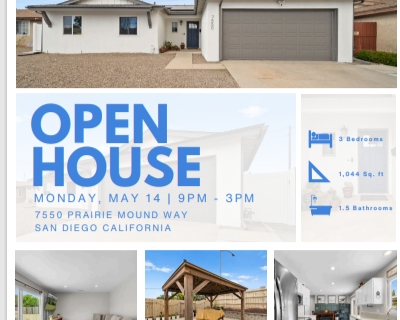 OPEN
HOUSE
MONDAY, MAY 14 | 9PM - 3PM
7550 PRAIRIE MOUND WAY
SAN DIEGO CALIFORNIA
3 Bedrooms
1,044 Sq. ft
1.5 Bathrooms